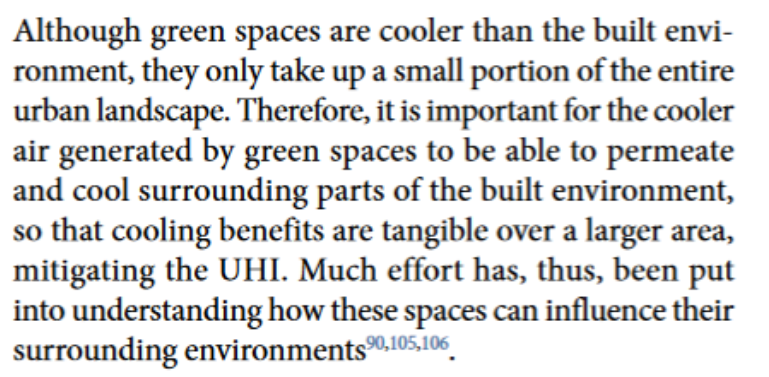 Although green spaces are cooler than the built envi-
ronment, they only take up a small portion of the entire
urban landscape. Therefore, it is important for the cooler
air generated by green spaces to be able to permeate
and cool surrounding parts of the built environment,
so that cooling benefits are tangible over a larger area,
mitigating the UHI. Much effort has, thus, been put
into understanding how these spaces can influence their
surrounding environments90,105,106.